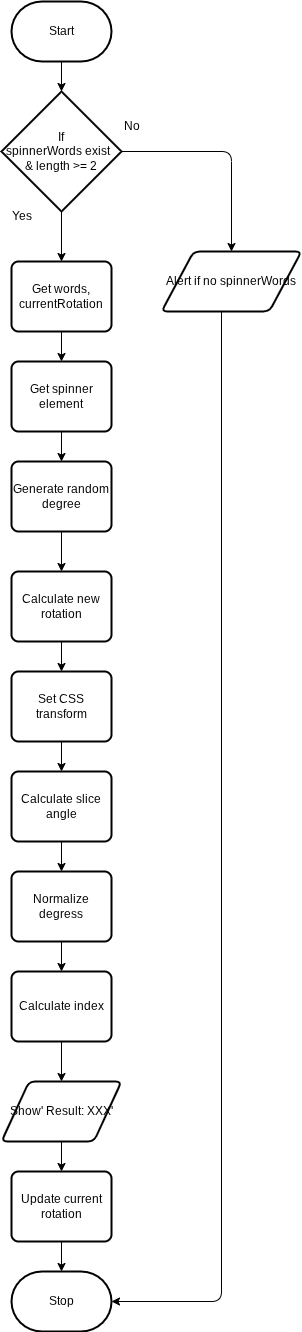 Start
If
spinnerWords exist
& length >= 2
No
Yes
Get words,
currentRotation
Alert if no spinnerWords
Get spinner
element
Generate random
degree
Calculate new
rotation
Set CSS
transform
Calculate slice
angle
Normalize
degress
Calculate index
Show' Result: XXX'
Update current
rotation
Stop